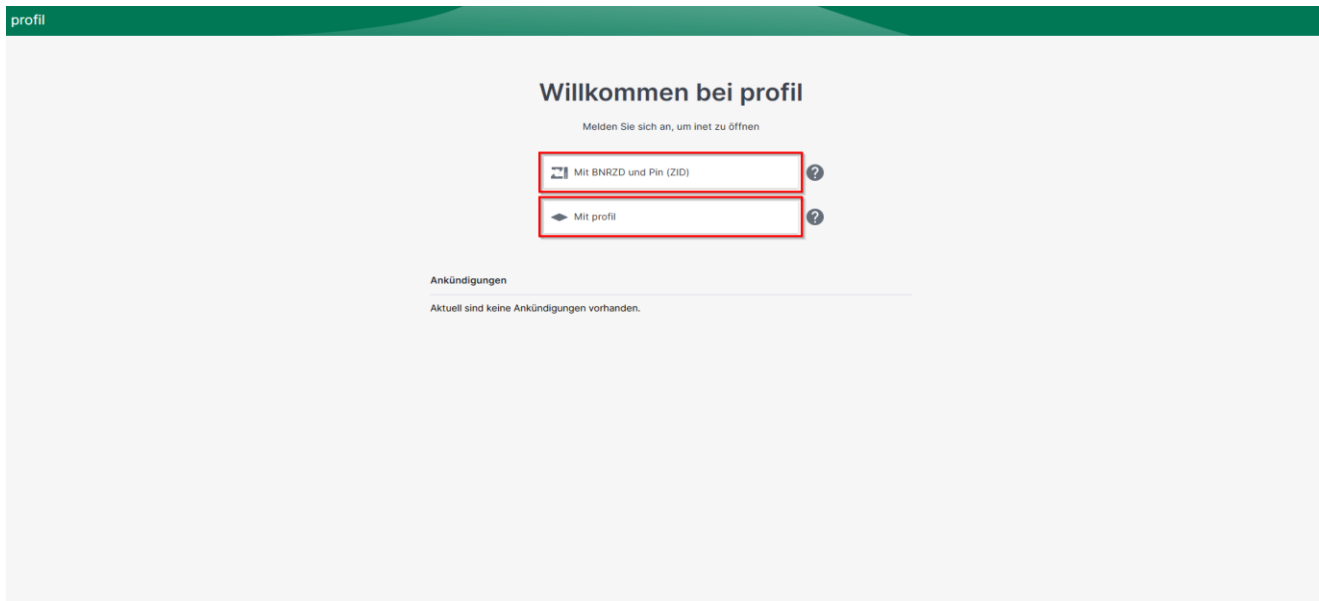 profil
Willkommen bei profil
Melden Sie sich an, um inet zu öffnen
Mit BNRZD und Pin (ZID)
Mit profil
Ankündigungen
Aktuell sind keine Ankündigungen vorhanden.